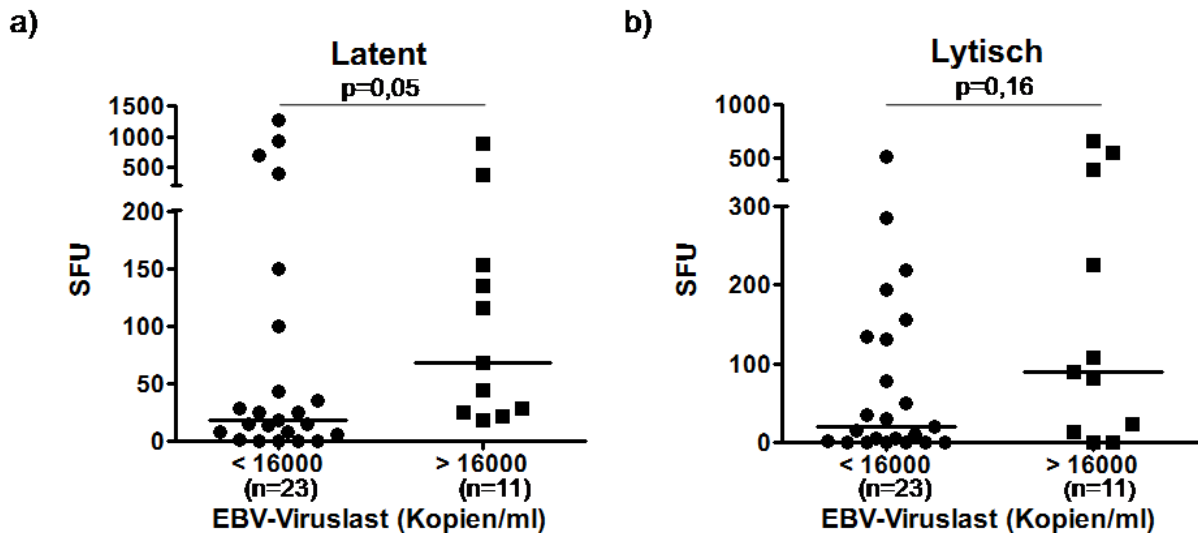 a)
Latent
p=0,05
1500
1000
500
200
150
100
50
0
SFU
< 16000 > 16000
(n=23) (n=11)
EBV-Viruslast (Kopien/ml)
b)
Lytisch
p=0,16
1000
500
300
200
100
0
SFU
< 16000 > 16000
(n=23) (n=11)
EBV-Viruslast (Kopien/ml)